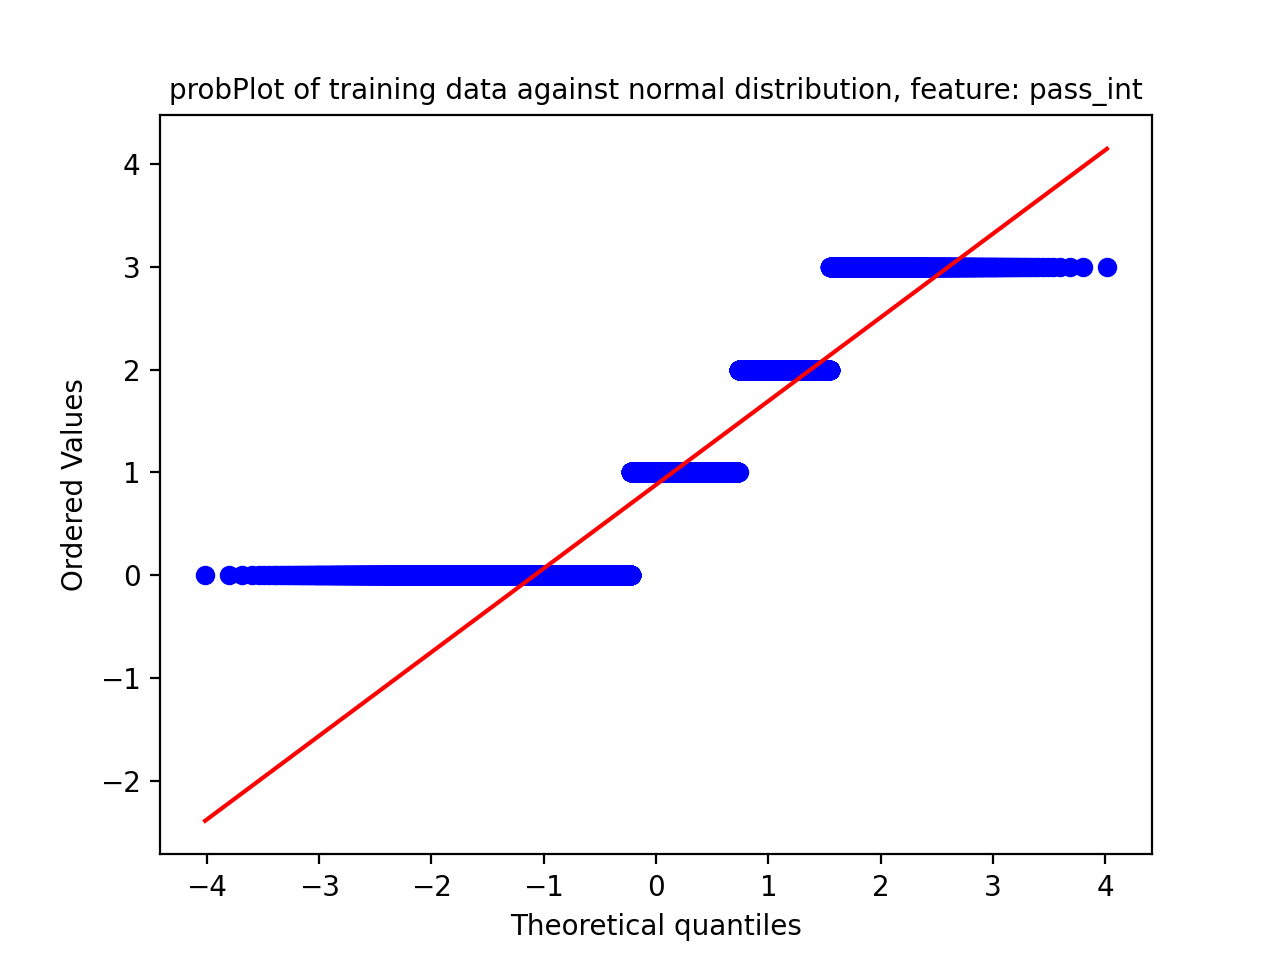 probPlot of training data against normal distribution, feature: pass_int
4
3
2
1
0
−1
−2
Ordered Values
−4 −3 −2 −1 0 1 2 3 4
Theoretical quantiles